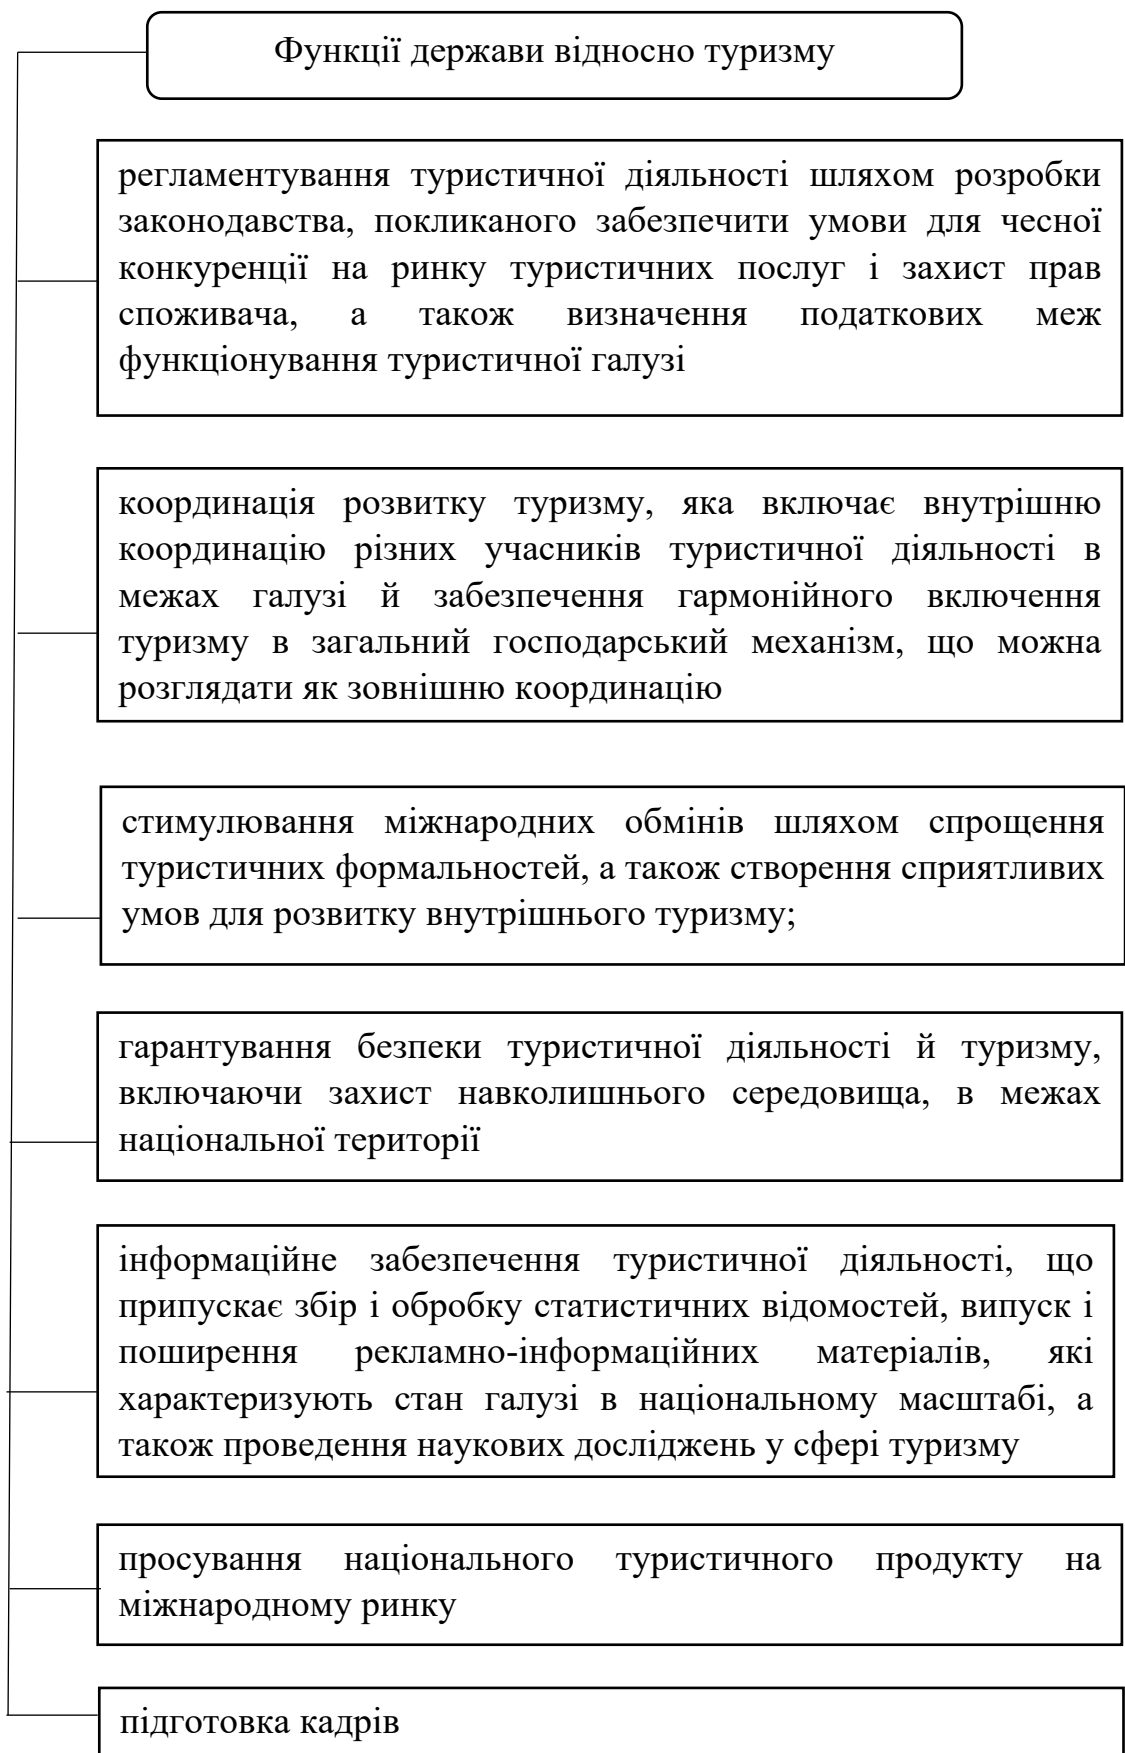 Функції держави відносно туризму
регламентування туристичної діяльності шляхом розробки
законодавства, покликаного забезпечити умови для чесної
конкуренції на ринку туристичних послуг і захист прав
споживача, а також визначення податкових меж
функціонування туристичної галузі
координація розвитку туризму, яка включає внутрішню
координацію різних учасників туристичної діяльності в
межах галузі й забезпечення гармонійного включення
туризму в загальний господарський механізм, що можна
розглядати як зовнішню координацію
стимулювання міжнародних обмінів шляхом спрощення
туристичних формальностей, а також створення сприятливих
умов для розвитку внутрішнього туризму;
гарантування безпеки туристичної діяльності й туризму,
включаючи захист навколишнього середовища, в межах
національної території
інформаційне забезпечення туристичної діяльності, що
припускає збір і обробку статистичних відомостей, випуск і
поширення рекламно-інформаційних матеріалів, які
характеризують стан галузі в національному масштабі, а
також проведення наукових досліджень у сфері туризму
просування національного туристичного продукту на
міжнародному ринку
підготовка кадрів